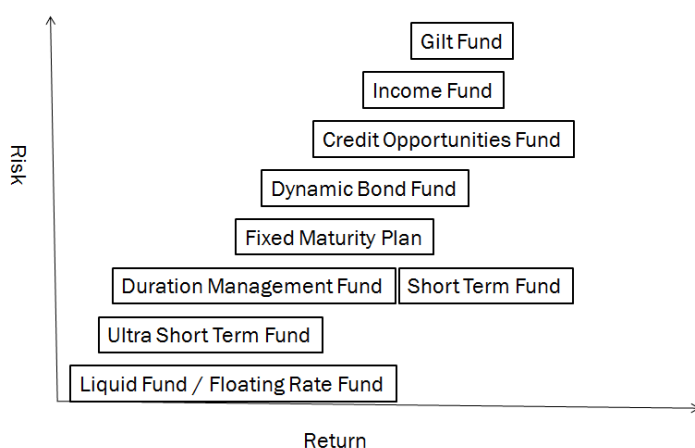 Gilt Fund
Income Fund
Credit Opportunities Fund
Risk
Dynamic Bond Fund
Fixed Maturity Plan
Duration Management Fund
Short Term Fund
Ultra Short Term Fund
Liquid Fund / Floating Rate Fund
Return